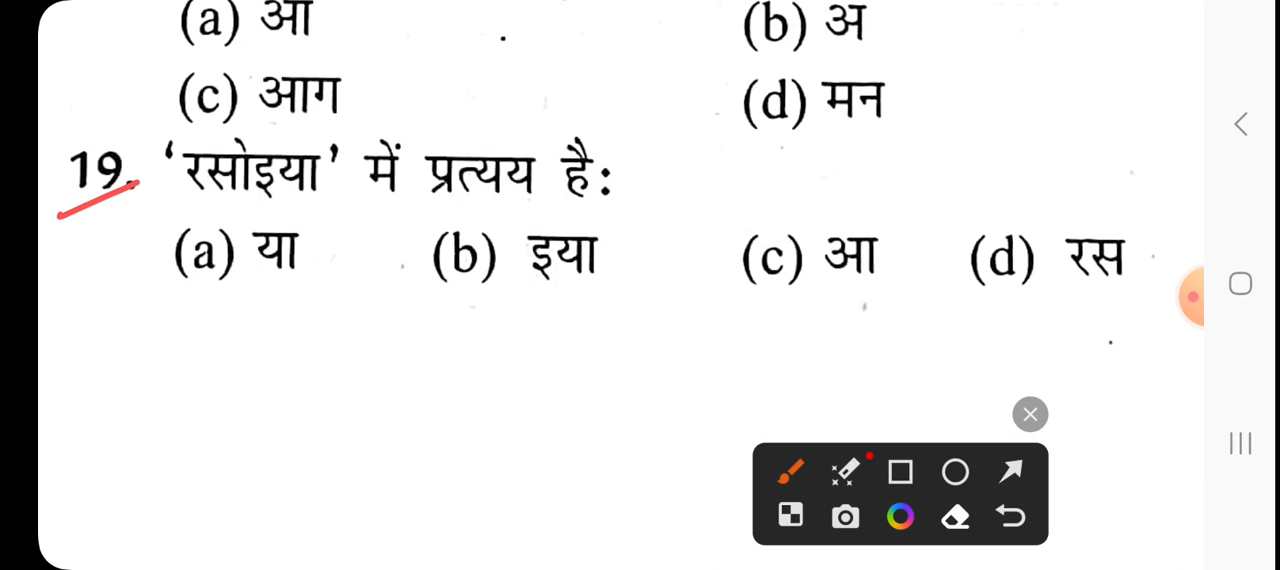 (a) आ (b) अ
(c) आग (d) मन
19. ‘रसोइया’ में प्रत्यय है:
(a) या (b) इया (c) आ (d) रस